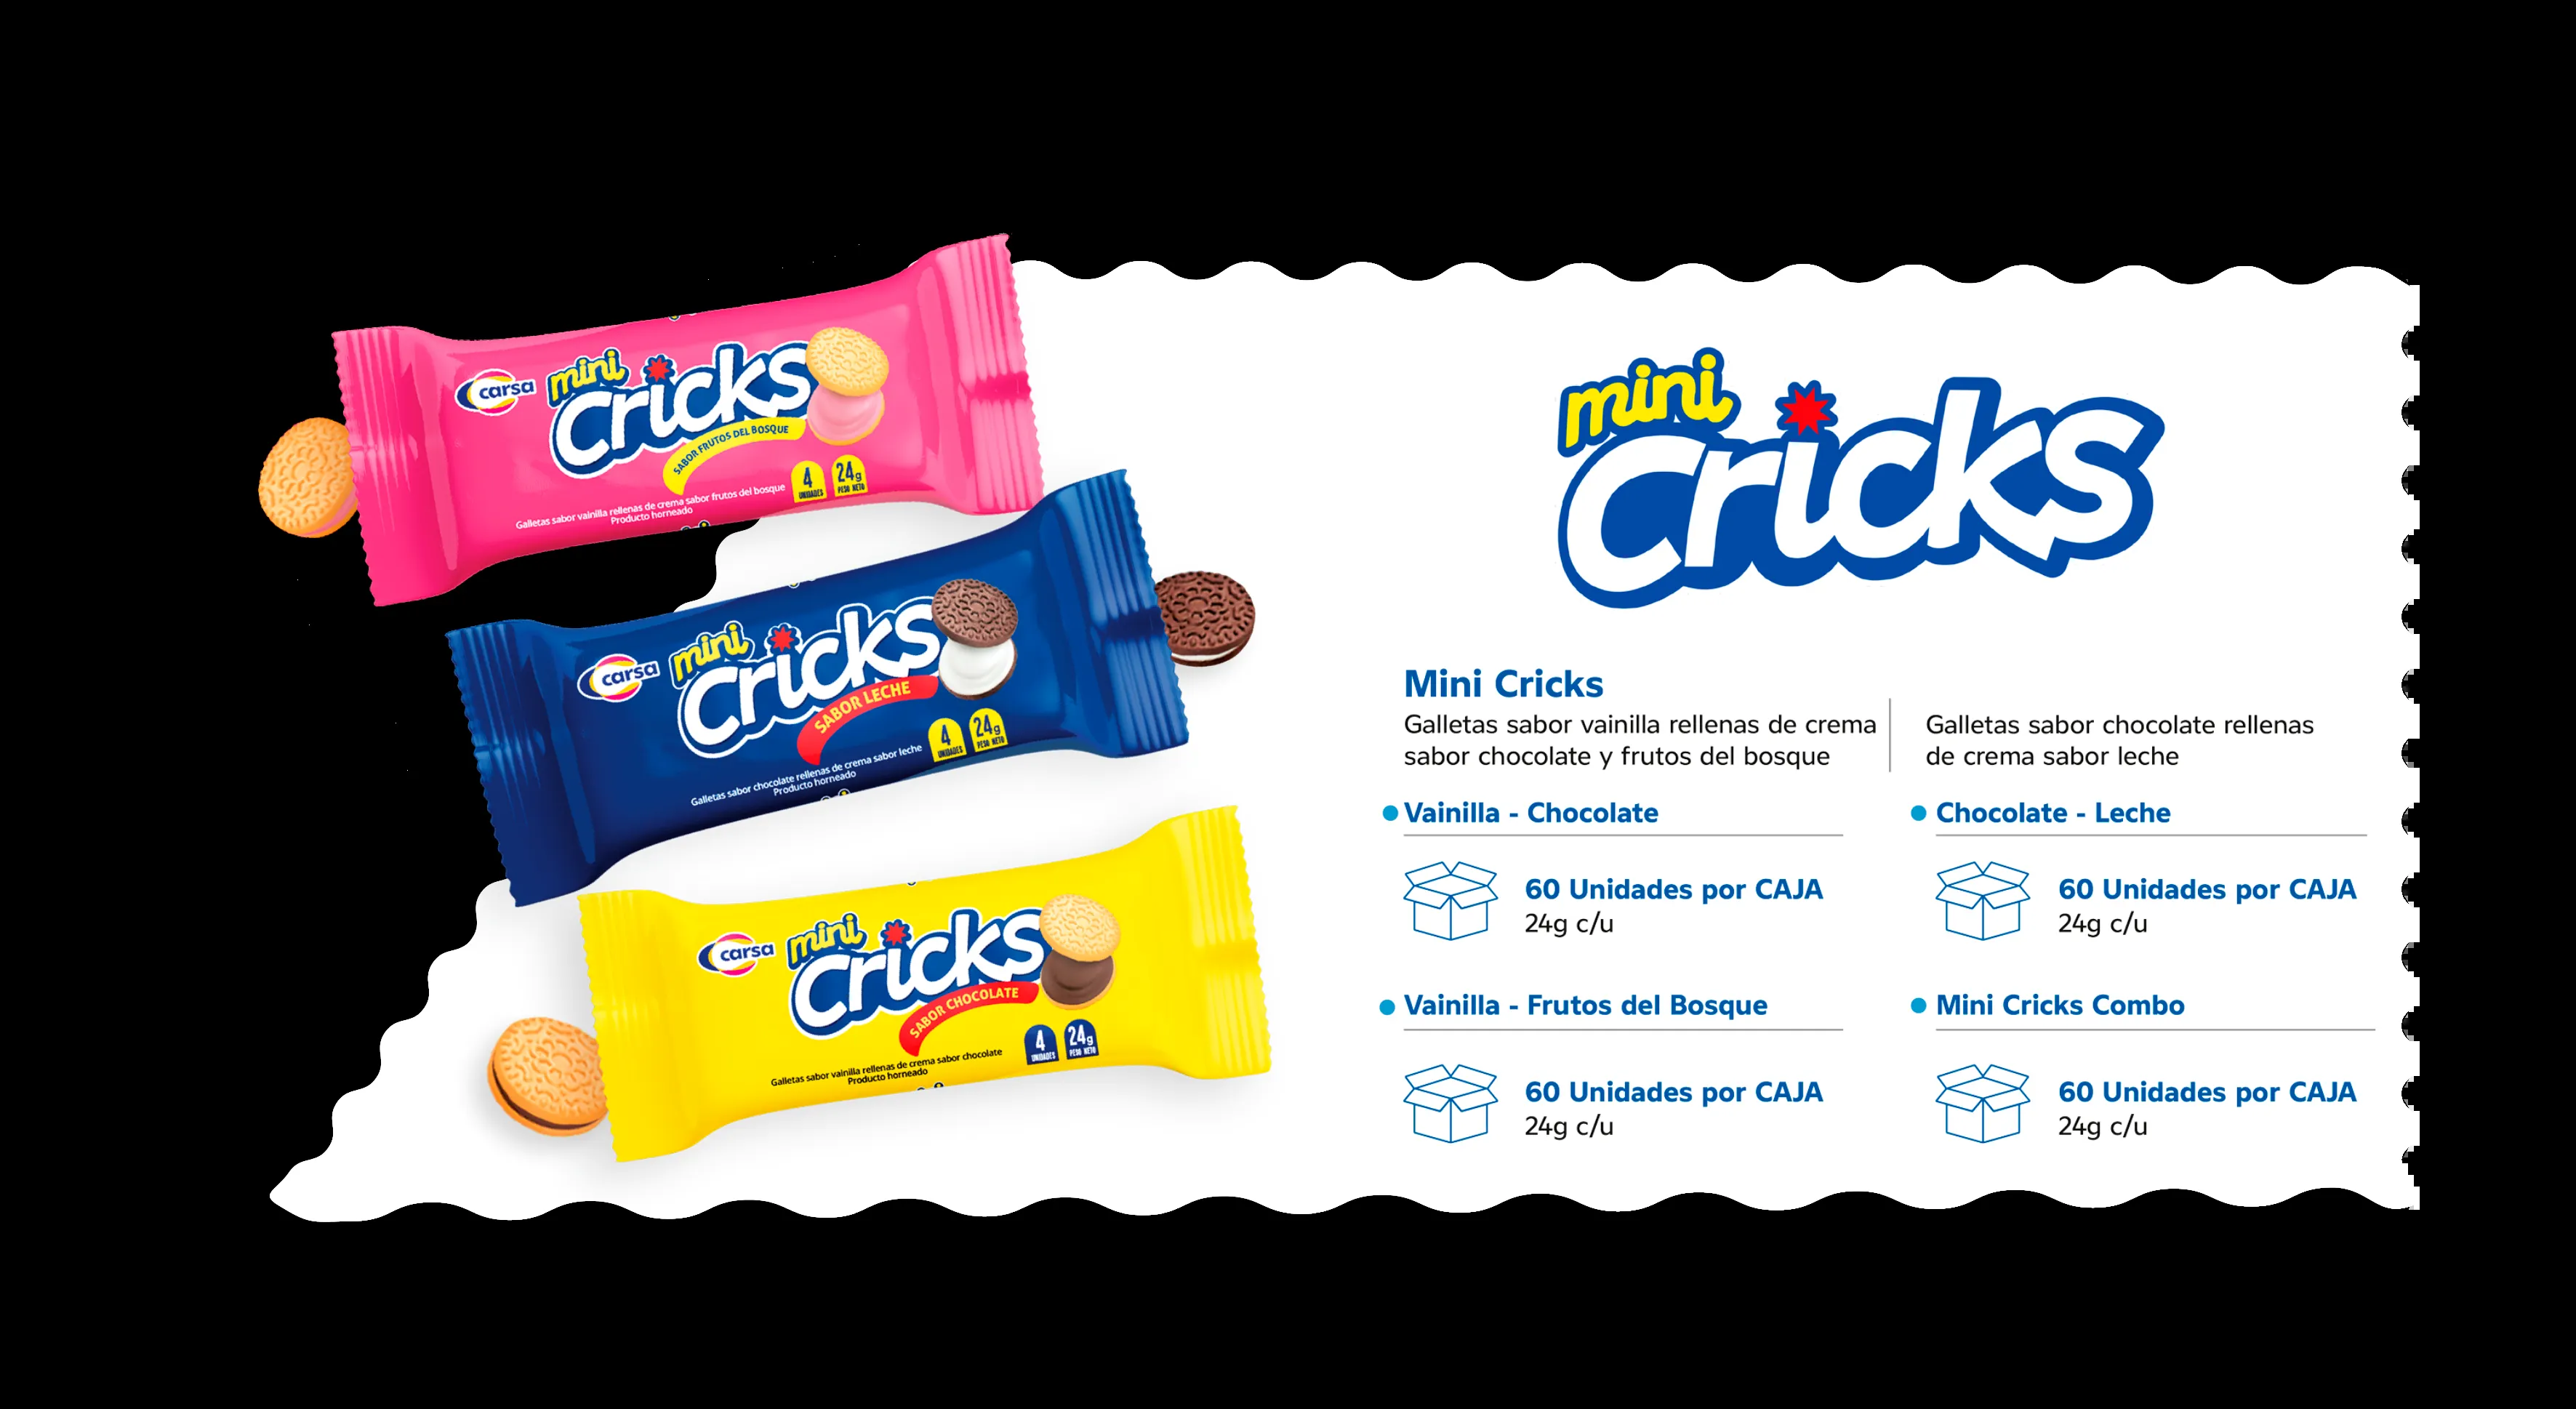 carsa
mini
Cricks
SABOR FRUTOS DEL BOSQUE
4
UNIDADES
24g
PESO NETO
Galletas sabor vainilla rellenas de crema sabor frutos del bosque
Producto horneado
carsa
mini
Cricks
SABOR LECHE
4
UNIDADES
24g
PESO NETO
Galletas sabor chocolate rellenas de crema sabor leche
Producto horneado
carsa
mini
Cricks
SABOR CHOCOLATE
4
UNIDADES
24g
PESO NETO
Galletas sabor vainilla rellenas de crema sabor chocolate
Producto horneado
mini
Cricks
Mini Cricks
Galletas sabor vainilla rellenas de crema
sabor chocolate y frutos del bosque
Galletas sabor chocolate rellenas
de crema sabor leche
Vainilla - Chocolate
60 Unidades por CAJA
24g c/u
Chocolate - Leche
60 Unidades por CAJA
24g c/u
Vainilla - Frutos del Bosque
60 Unidades por CAJA
24g c/u
Mini Cricks Combo
60 Unidades por CAJA
24g c/u